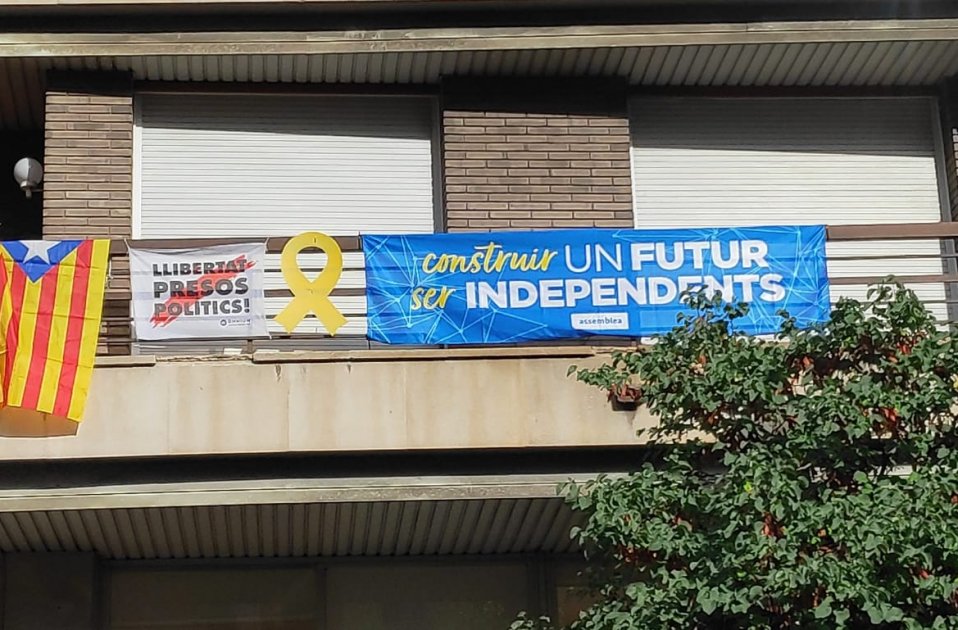 LLIBERTAT
PRESOS
POLÍTICS!
construir UN FUTUR
ser INDEPENDENTS
assemblea